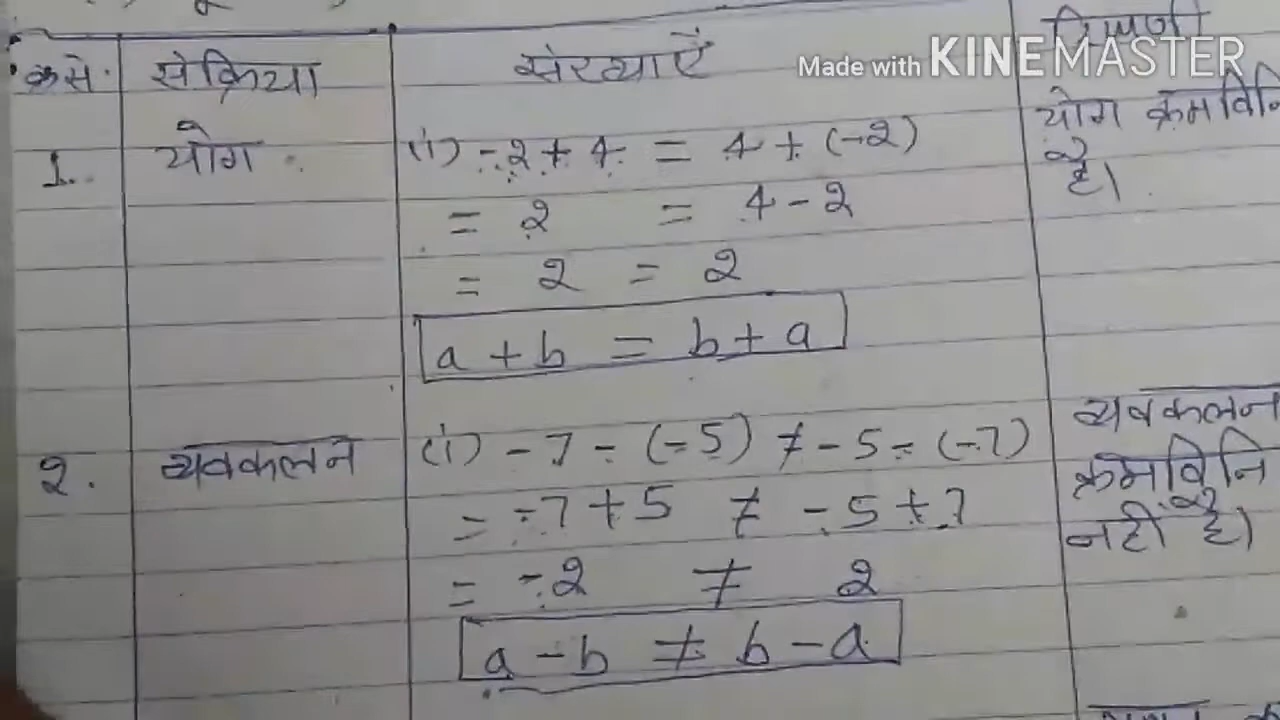 टिप्पणी
Made with KINEMASTER
क्र.सं. संक्रिया संख्याएँ
1. योग (i) -2 + 4 = 4 + (-2) योग क्रमविनि
= 2 = 4 - 2 है।
= 2 = 2
a + b = b + a
2. व्यवकलन (i) - 7 - (-5) ≠ - 5 - (-7) व्यवकलन
= -7 + 5 ≠ - 5 + 7 क्रमविनि
= -2 ≠ 2 नहीं है।
a - b ≠ b - a